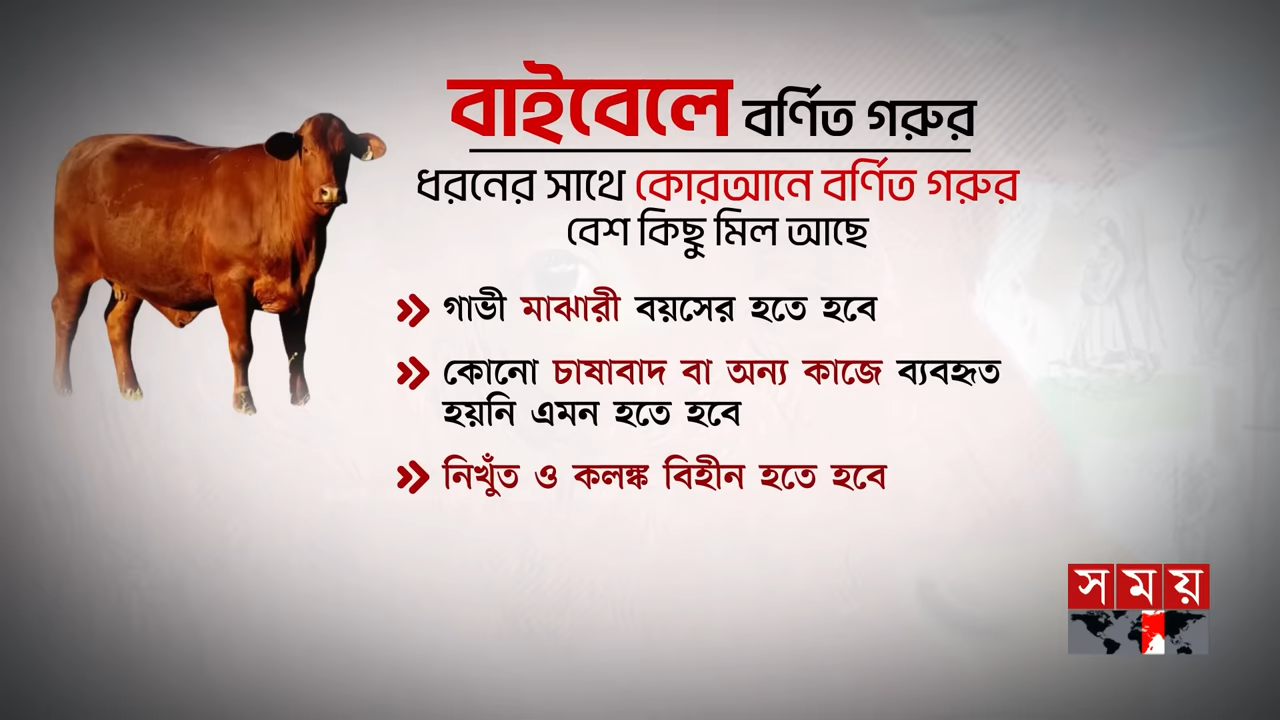 বাইবেলে বর্ণিত গরুর
ধরনের সাথে কোরআনে বর্ণিত গরুর
বেশ কিছু মিল আছে
গাভী মাঝারী বয়সের হতে হবে
কোনো চাষাবাদ বা অন্য কাজে ব্যবহৃত
হয়নি এমন হতে হবে
নিখুঁত ও কলঙ্ক বিহীন হতে হবে
সময়